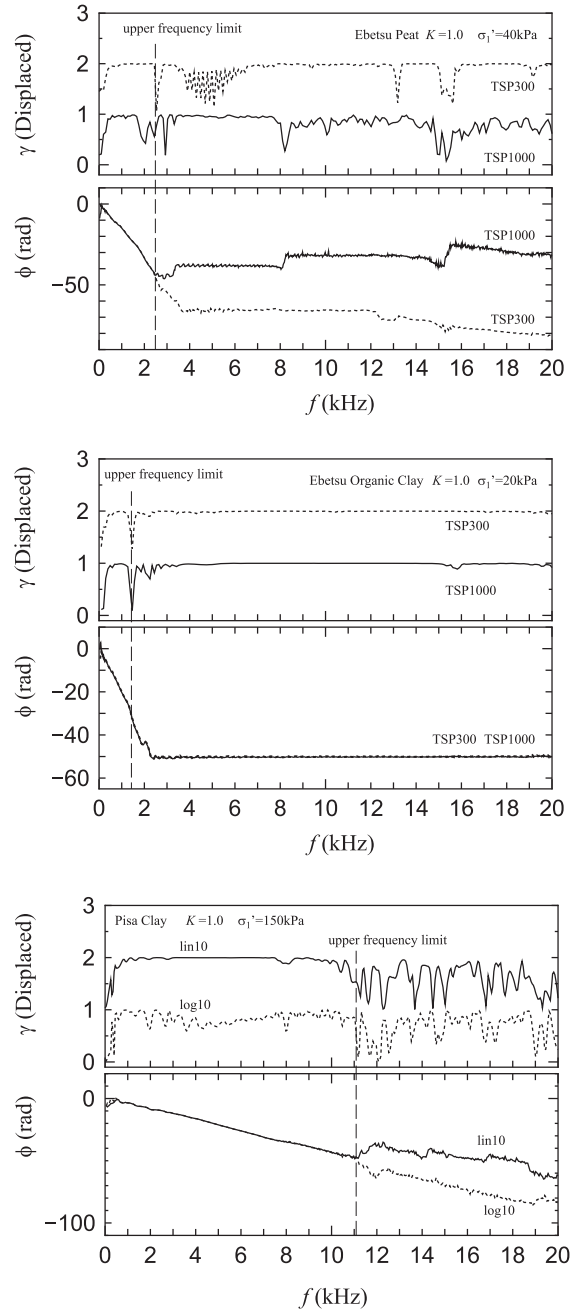 3
upper frequency limit
Ebetsu Peat K=1.0 σ1'=40kPa
γ (Displaced)
2
TSP300
1
TSP1000
0
0
TSP1000
ϕ (rad)
−50
TSP300
0 2 4 6 8 10 12 14 16 18 20
f (kHz)
3
upper frequency limit
Ebetsu Organic Clay K=1.0 σ1'=20kPa
γ (Displaced)
2
TSP300
1
TSP1000
0
0
ϕ (rad)
−20
−40
TSP300 TSP1000
−60
0 2 4 6 8 10 12 14 16 18 20
f (kHz)
3
Pisa Clay K=1.0 σ1'=150kPa
upper frequency limit
γ (Displaced)
lin10
2
log10
1
0
0
ϕ (rad)
lin10
log10
−100
0 2 4 6 8 10 12 14 16 18 20
f (kHz)